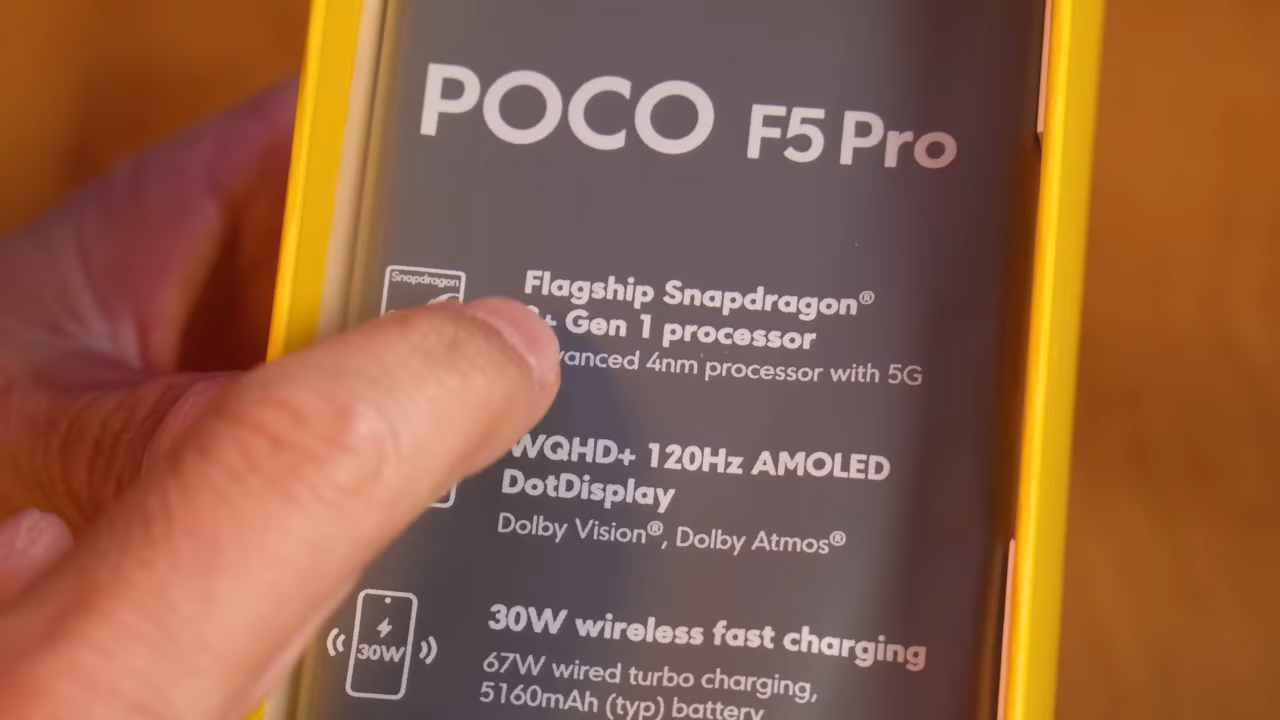 POCO F5 Pro
Snapdragon
Flagship Snapdragon®
Gen 1 processor
4nm processor with 5G
WQHD+ 120Hz AMOLED
DotDisplay
Dolby Vision®, Dolby Atmos®
30W wireless fast charging
30W
67W wired turbo charging,
5160mAh (typ) battery